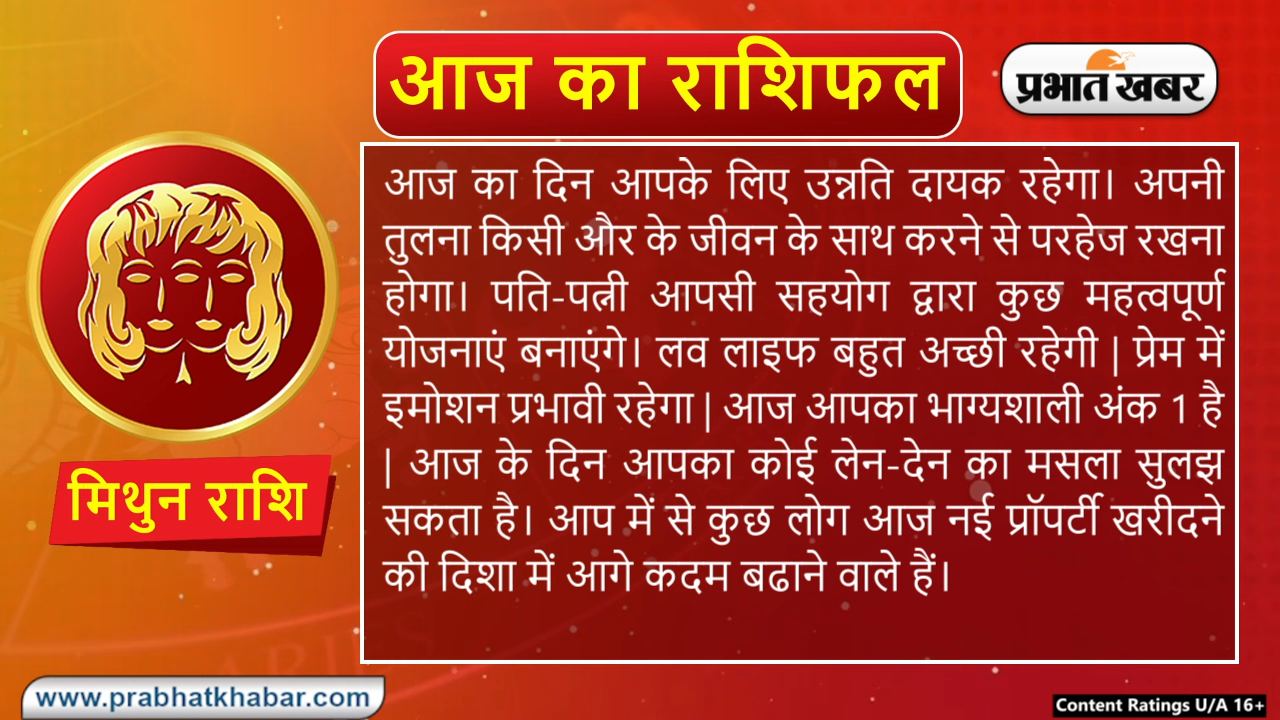 आज का राशिफल
प्रभात खबर
आज का दिन आपके लिए उन्नति दायक रहेगा। अपनी
तुलना किसी और के जीवन के साथ करने से परहेज रखना
होगा। पति-पत्नी आपसी सहयोग द्वारा कुछ महत्वपूर्ण
योजनाएं बनाएंगे। लव लाइफ बहुत अच्छी रहेगी | प्रेम में
इमोशन प्रभावी रहेगा | आज आपका भाग्यशाली अंक 1 है
| आज के दिन आपका कोई लेन-देन का मसला सुलझ
सकता है। आप में से कुछ लोग आज नई प्रॉपर्टी खरीदने
की दिशा में आगे कदम बढाने वाले हैं।
मिथुन राशि
www.prabhatkhabar.com
Content Ratings U/A 16+